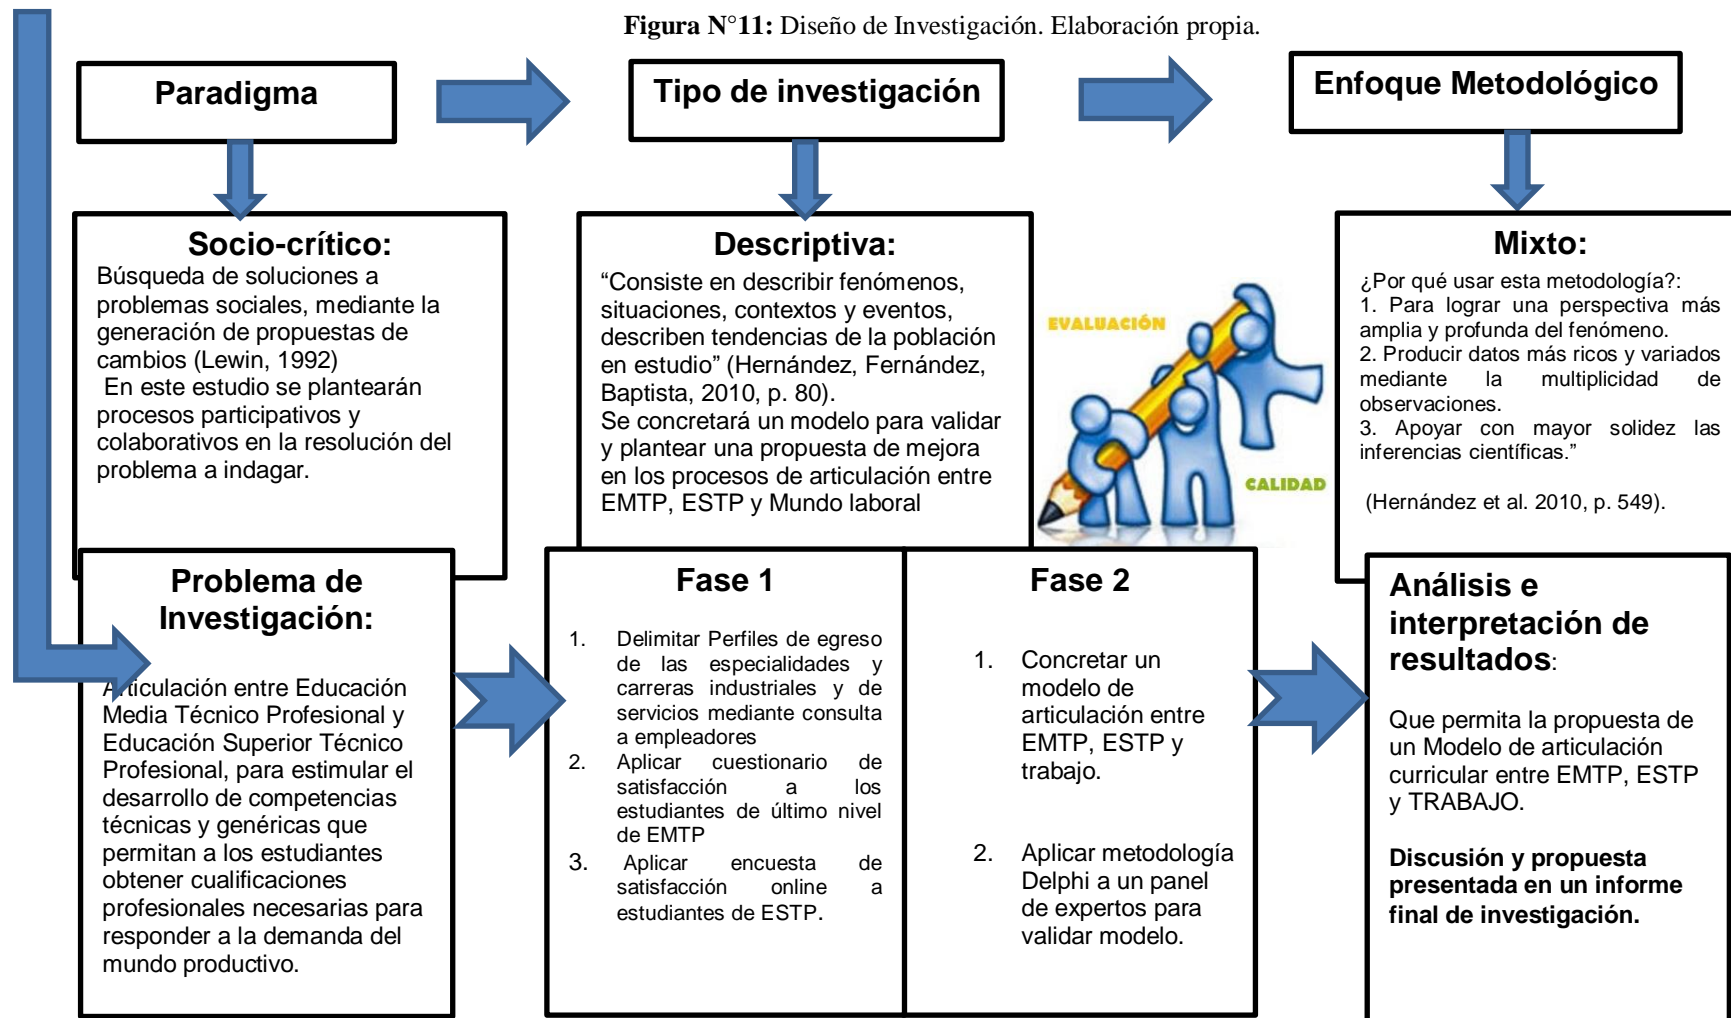 Figura N°11: Diseño de Investigación. Elaboración propia.
Paradigma
Tipo de investigación
Enfoque Metodológico
Socio-crítico:
Búsqueda de soluciones a
problemas sociales, mediante la
generación de propuestas de
cambios (Lewin, 1992)
En este estudio se plantearán
procesos participativos y
colaborativos en la resolución del
problema a indagar.
Descriptiva:
“Consiste en describir fenómenos,
situaciones, contextos y eventos,
describen tendencias de la población
en estudio” (Hernández, Fernández,
Baptista, 2010, p. 80).
Se concretará un modelo para validar
y plantear una propuesta de mejora
en los procesos de articulación entre
EMTP, ESTP y Mundo laboral
EVALUACIÓN
CALIDAD
Mixto:
¿Por qué usar esta metodología?:
1. Para lograr una perspectiva más
amplia y profunda del fenómeno.
2. Producir datos más ricos y variados
mediante la multiplicidad de
observaciones.
3. Apoyar con mayor solidez las
inferencias científicas.”
(Hernández et al. 2010, p. 549).
Problema de
Investigación:
Articulación entre Educación
Media Técnico Profesional y
Educación Superior Técnico
Profesional, para estimular el
desarrollo de competencias
técnicas y genéricas que
permitan a los estudiantes
obtener cualificaciones
profesionales necesarias para
responder a la demanda del
mundo productivo.
Fase 1
1. Delimitar Perfiles de egreso
de las especialidades y
carreras industriales y de
servicios mediante consulta
a empleadores
2. Aplicar cuestionario de
satisfacción a los
estudiantes de último nivel
de EMTP
3. Aplicar encuesta de
satisfacción online a
estudiantes de ESTP.
Fase 2
1. Concretar un
modelo de
articulación entre
EMTP, ESTP y
trabajo.
2. Aplicar metodología
Delphi a un panel
de expertos para
validar modelo.
Análisis e
interpretación de
resultados:
Que permita la propuesta de
un Modelo de articulación
curricular entre EMTP, ESTP
y TRABAJO.
Discusión y propuesta
presentada en un informe
final de investigación.